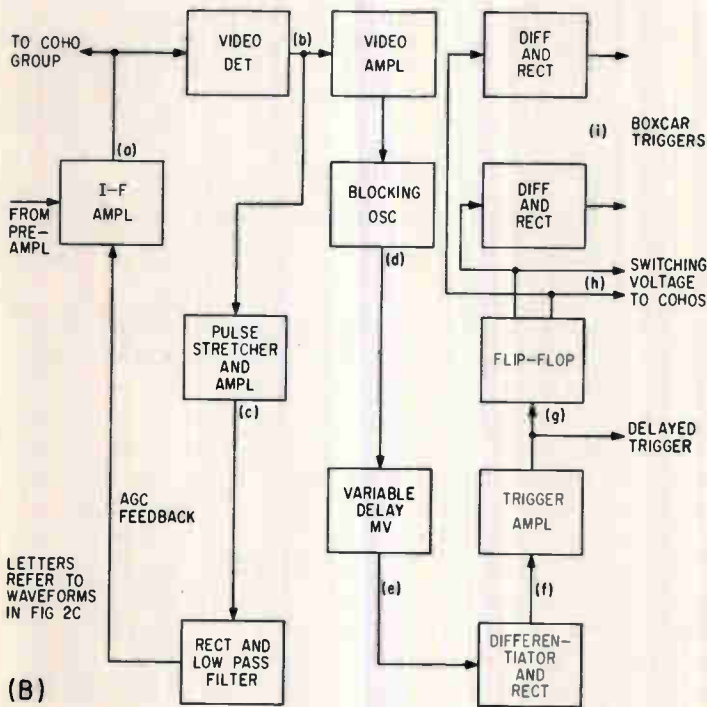 TO COHO
GROUP
(a)
VIDEO
DET
(b)
VIDEO
AMPL
DIFF
AND
RECT
(i)
BOXCAR
TRIGGERS
I-F
AMPL
FROM
PRE-
AMPL
BLOCKING
OSC
(d)
DIFF
AND
RECT
SWITCHING
VOLTAGE
TO COHOS
(h)
PULSE
STRETCHER
AND
AMPL
(c)
FLIP-FLOP
(g)
DELAYED
TRIGGER
AGC
FEEDBACK
VARIABLE
DELAY
MV
(e)
TRIGGER
AMPL
(f)
LETTERS
REFER TO
WAVEFORMS
IN FIG 2C
RECT AND
LOW PASS
FILTER
DIFFEREN-
TIATOR
AND
RECT
(B)